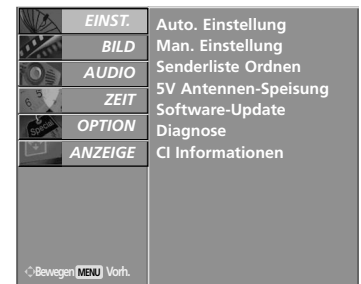 EINST.
BILD
AUDIO
ZEIT
OPTION
ANZEIGE
Auto. Einstellung
Man. Einstellung
Senderliste Ordnen
5V Antennen-Speisung
Software-Update
Diagnose
CI Informationen
Bewegen MENU Vorh.